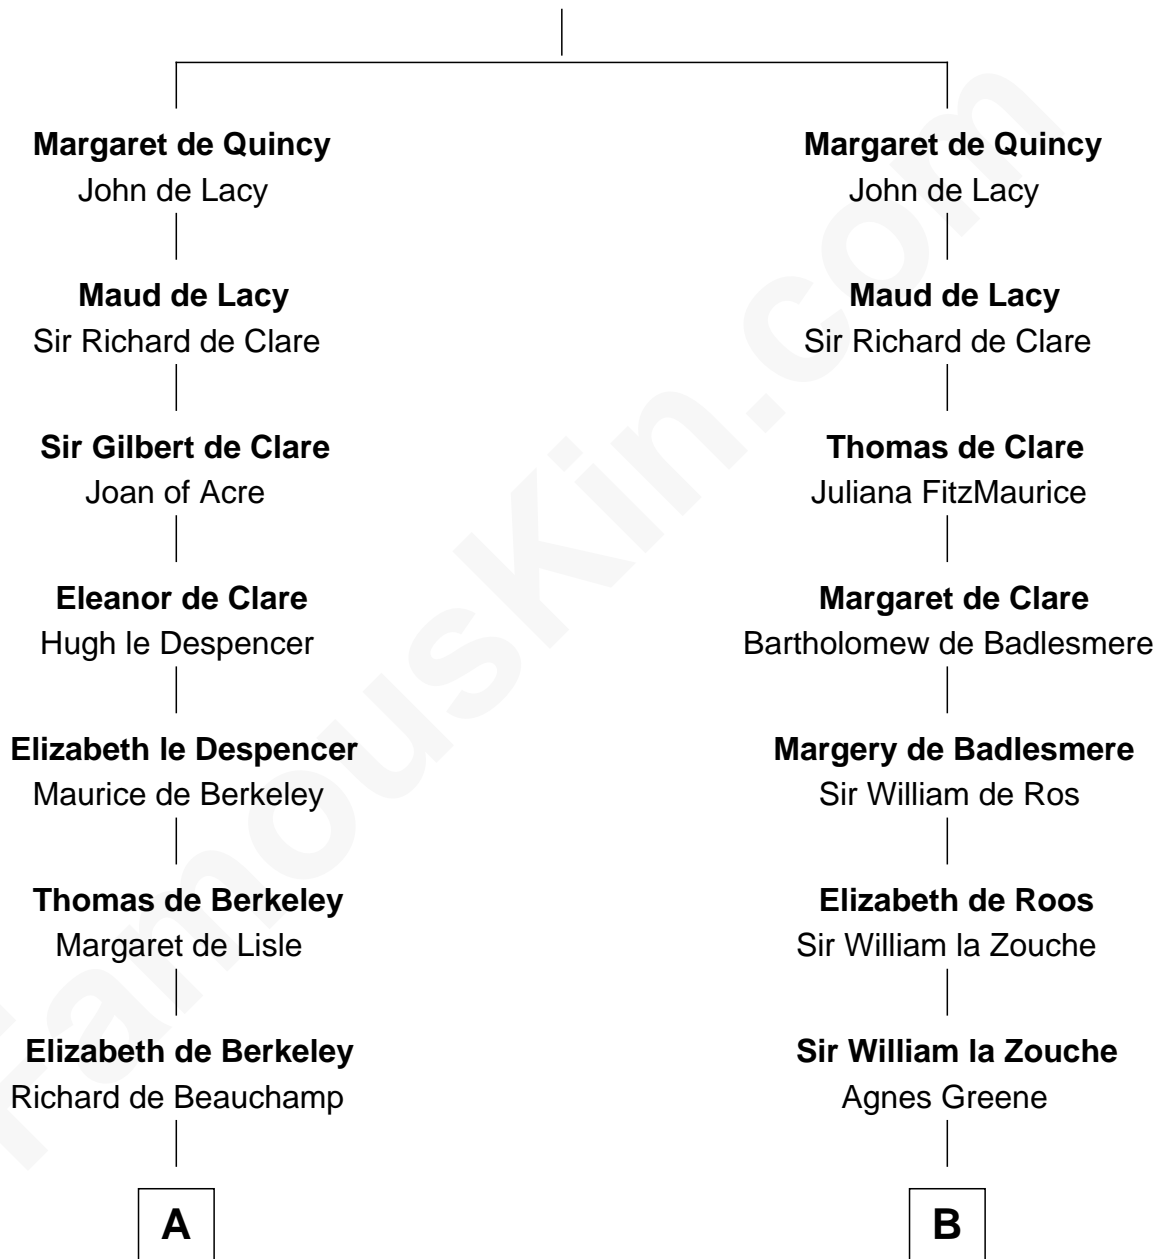 Margaret de Quincy
John de Lacy
Maud de Lacy
Sir Richard de Clare
Sir Gilbert de Clare
Joan of Acre
Eleanor de Clare
Hugh le Despencer
Elizabeth le Despencer
Maurice de Berkeley
Thomas de Berkeley
Margaret de Lisle
Elizabeth de Berkeley
Richard de Beauchamp
A
Margaret de Quincy
John de Lacy
Maud de Lacy
Sir Richard de Clare
Thomas de Clare
Juliana FitzMaurice
Margaret de Clare
Bartholomew de Badlesmere
Margery de Badlesmere
Sir William de Ros
Elizabeth de Roos
Sir William la Zouche
Sir William la Zouche
Agnes Greene
B
FamousKin.com